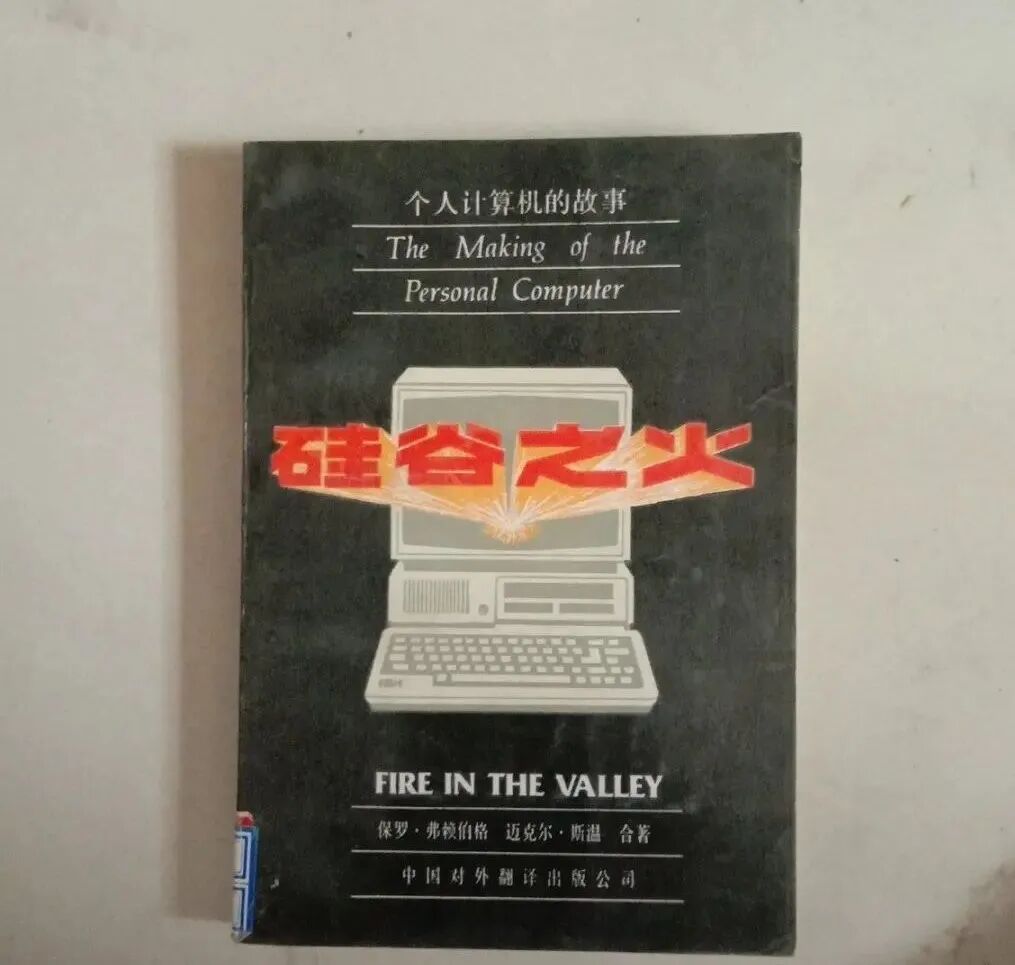 个人计算机的故事
The Making of the
Personal Computer
硅谷之火
FIRE IN THE VALLEY
保罗·弗赖伯格 迈克尔·斯温 合著
中国对外翻译出版公司